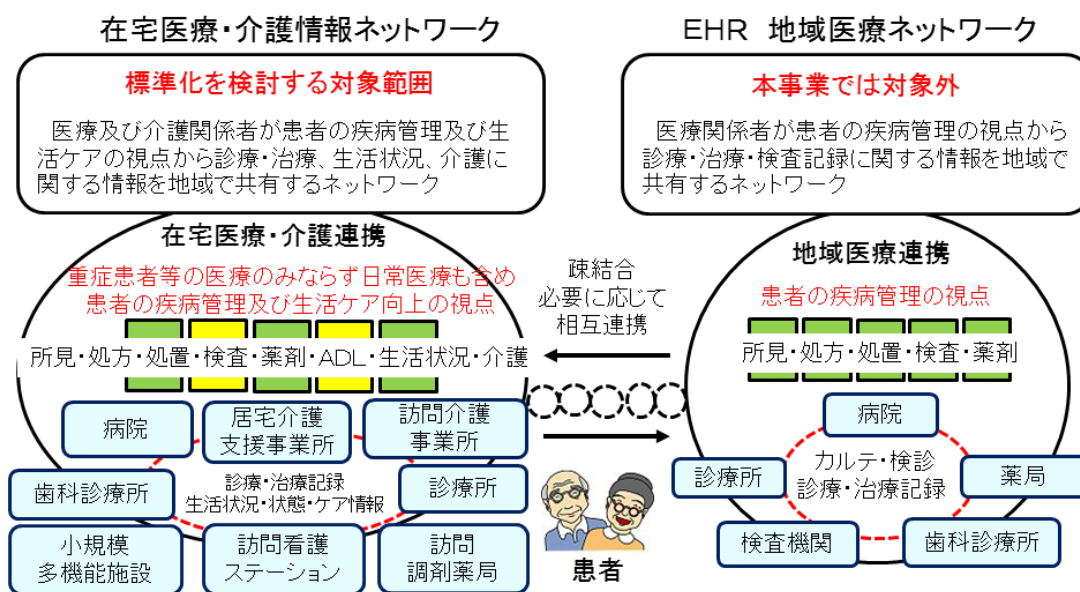 在宅医療・介護情報ネットワーク
標準化を検討する対象範囲
医療及び介護関係者が患者の疾病管理及び生
活ケアの視点から診療・治療、生活状況、介護に
関する情報を地域で共有するネットワーク
在宅医療・介護連携
重症患者等の医療のみならず日常医療も含め
患者の疾病管理及び生活ケア向上の視点
所見・処方・処置・検査・薬剤・ADL・生活状況・介護
病院
居宅介護
支援事業所
訪問介護
事業所
歯科診療所
診療・治療記録
生活状況・状態・ケア情報
診療所
小規模
多機能施設
訪問看護
ステーション
訪問
調剤薬局
疎結合
必要に応じて
相互連携
患者
EHR 地域医療ネットワーク
本事業では対象外
医療関係者が患者の疾病管理の視点から
診療・治療・検査記録に関する情報を地域で
共有するネットワーク
地域医療連携
患者の疾病管理の視点
所見・処方・処置・検査・薬剤
病院
診療所
カルテ・検診
診療・治療記録
薬局
検査機関
歯科診療所